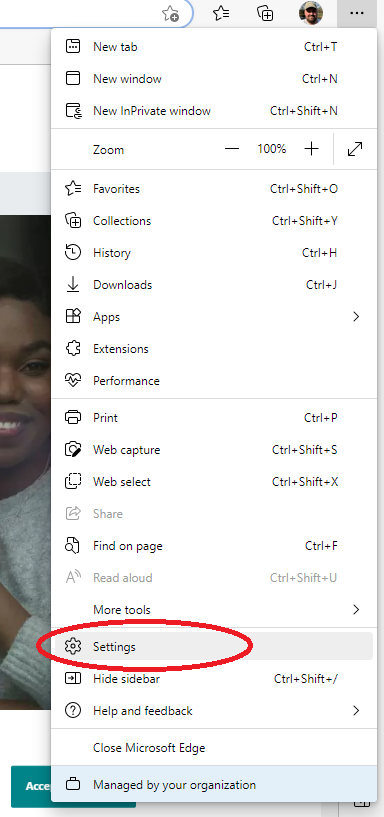 New tab Ctrl+T
New window Ctrl+N
New InPrivate window Ctrl+Shift+N
Zoom 100%
Favorites Ctrl+Shift+O
Collections Ctrl+Shift+Y
History Ctrl+H
Downloads Ctrl+J
Apps
Extensions
Performance
Print Ctrl+P
Web capture Ctrl+Shift+S
Web select Ctrl+Shift+X
Share
Find on page Ctrl+F
Read aloud Ctrl+Shift+U
More tools
Settings
Hide sidebar Ctrl+Shift+/
Help and feedback
Close Microsoft Edge
Acce
Managed by your organization